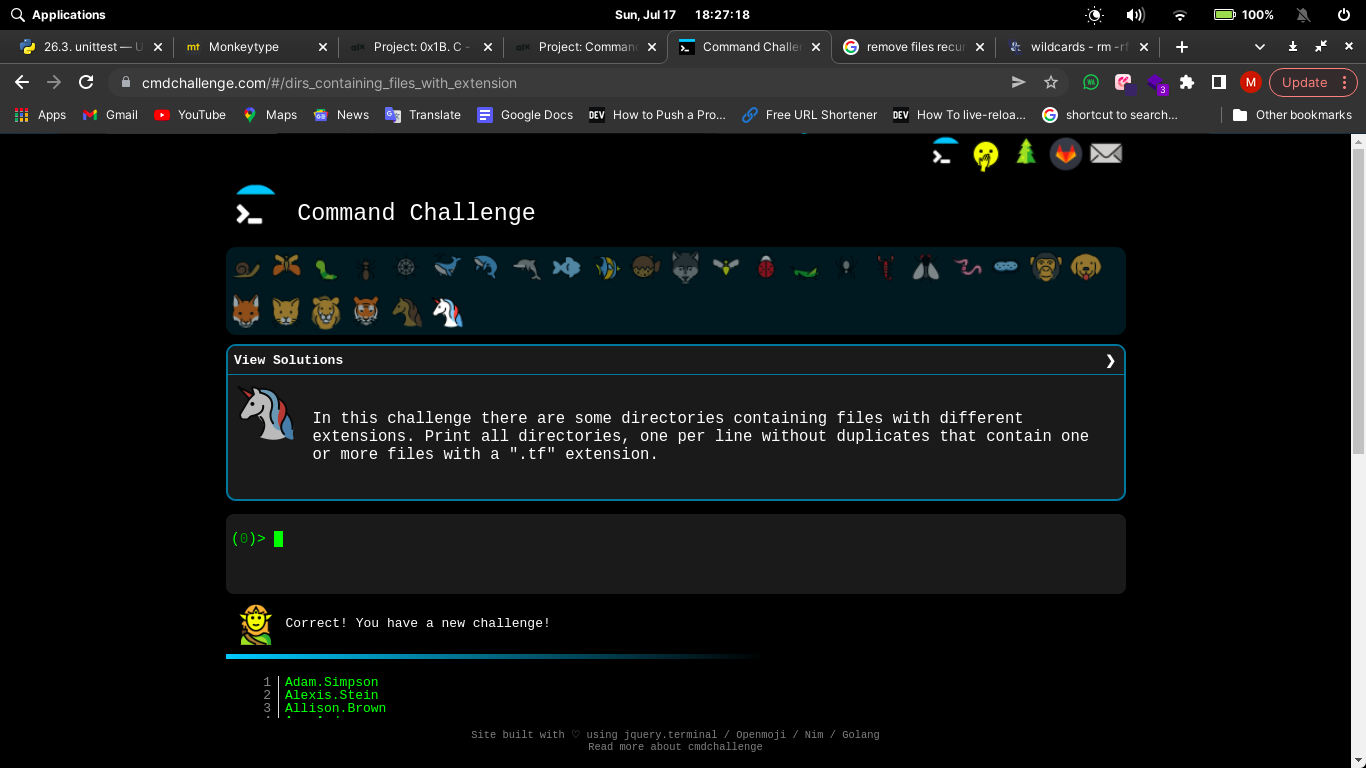 Applications
Sun, Jul 17 18:27:18
100%
26.3. unittest — U
Monkeytype
Project: 0x1B. C -
Project: Comman
Command Challer
remove files recur
wildcards - rm -rf
cmdchallenge.com/#/dirs_containing_files_with_extension
3
M
Update
Apps
Gmail
YouTube
Maps
News
Translate
Google Docs
DEV How to Push a Pro...
Free URL Shortener
DEV How To live-reloa...
shortcut to search...
Other bookmarks
Command Challenge
View Solutions
In this challenge there are some directories containing files with different
extensions. Print all directories, one per line without duplicates that contain one
or more files with a ".tf" extension.
(0)>
Correct! You have a new challenge!
1 Adam.Simpson
2 Alexis.Stein
3 Allison.Brown
Site built with ♡ using jquery.terminal / Openmoji / Nim / Golang
Read more about cmdchallenge